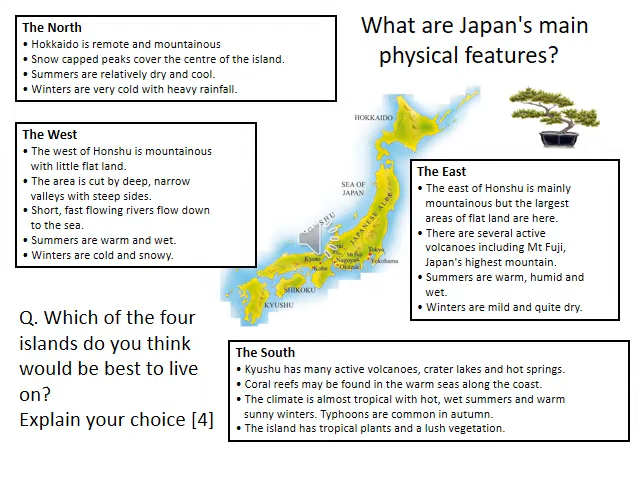 What are Japan's main
physical features?
The North
• Hokkaido is remote and mountainous
• Snow capped peaks cover the centre of the island.
• Summers are relatively dry and cool.
• Winters are very cold with heavy rainfall.
The West
• The west of Honshu is mountainous
with little flat land.
• The area is cut by deep, narrow
valleys with steep sides.
• Short, fast flowing rivers flow down
to the sea.
• Summers are warm and wet.
• Winters are cold and snowy.
HOKKAIDO
SEA OF
JAPAN
JAPANESE ALPS
Tokyo
Mt Fuji
Kyoto
Nagoya
Yokohama
Kobe
SHIKOKU
KYUSHU
The East
• The east of Honshu is mainly
mountainous but the largest
areas of flat land are here.
• There are several active
volcanoes including Mt Fuji,
Japan's highest mountain.
• Summers are warm, humid and
wet.
• Winters are mild and quite dry.
Q. Which of the four
islands do you think
would be best to live
on?
Explain your choice [4]
The South
• Kyushu has many active volcanoes, crater lakes and hot springs.
• Coral reefs may be found in the warm seas along the coast.
• The climate is almost tropical with hot, wet summers and warm
sunny winters. Typhoons are common in autumn.
• The island has tropical plants and a lush vegetation.